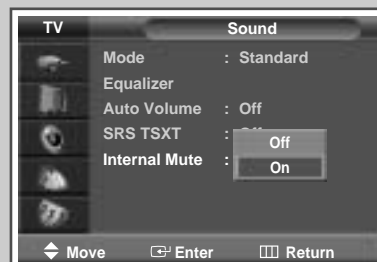 TV Sound
Mode : Standard
Equalizer
Auto Volume : Off
SRS TSXT :
Internal Mute :
Off
On
Move Enter Return